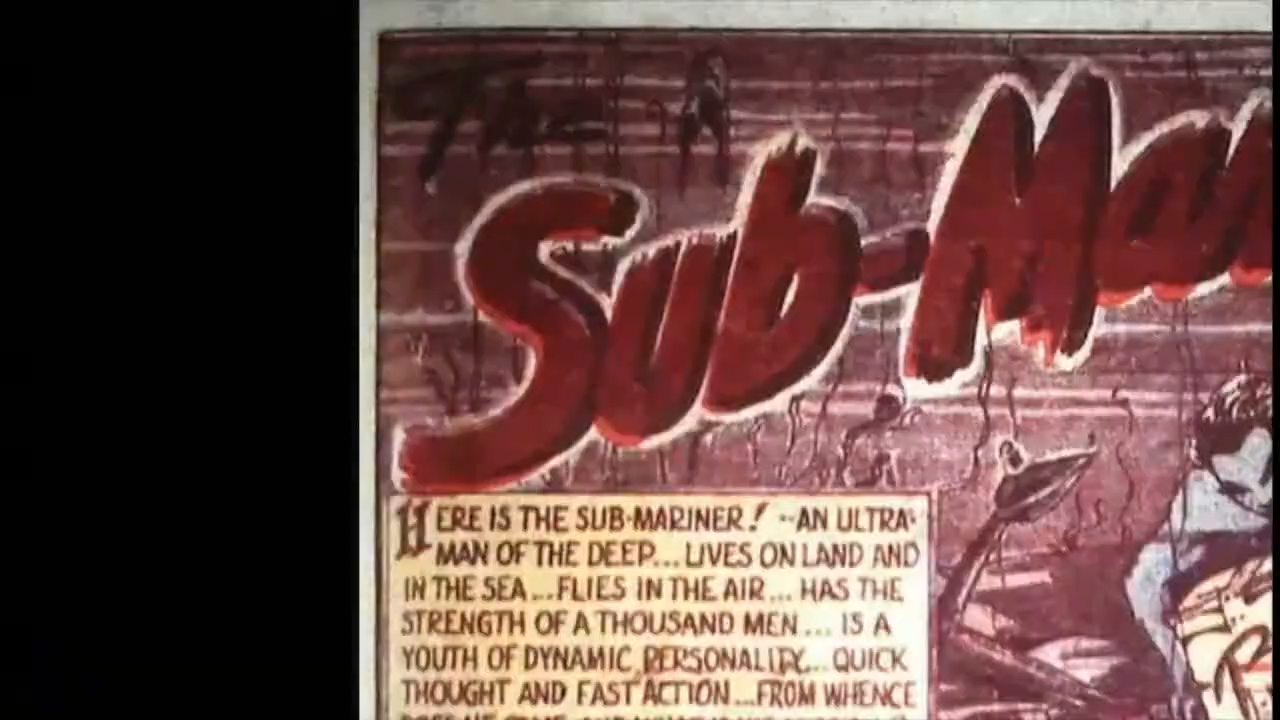 The
Sub-Mar
HERE IS THE SUB-MARINER! --AN ULTRA-
MAN OF THE DEEP... LIVES ON LAND AND
IN THE SEA... FLIES IN THE AIR... HAS THE
STRENGTH OF A THOUSAND MEN... IS A
YOUTH OF DYNAMIC PERSONALITY... QUICK
THOUGHT AND FAST ACTION... FROM WHENCE